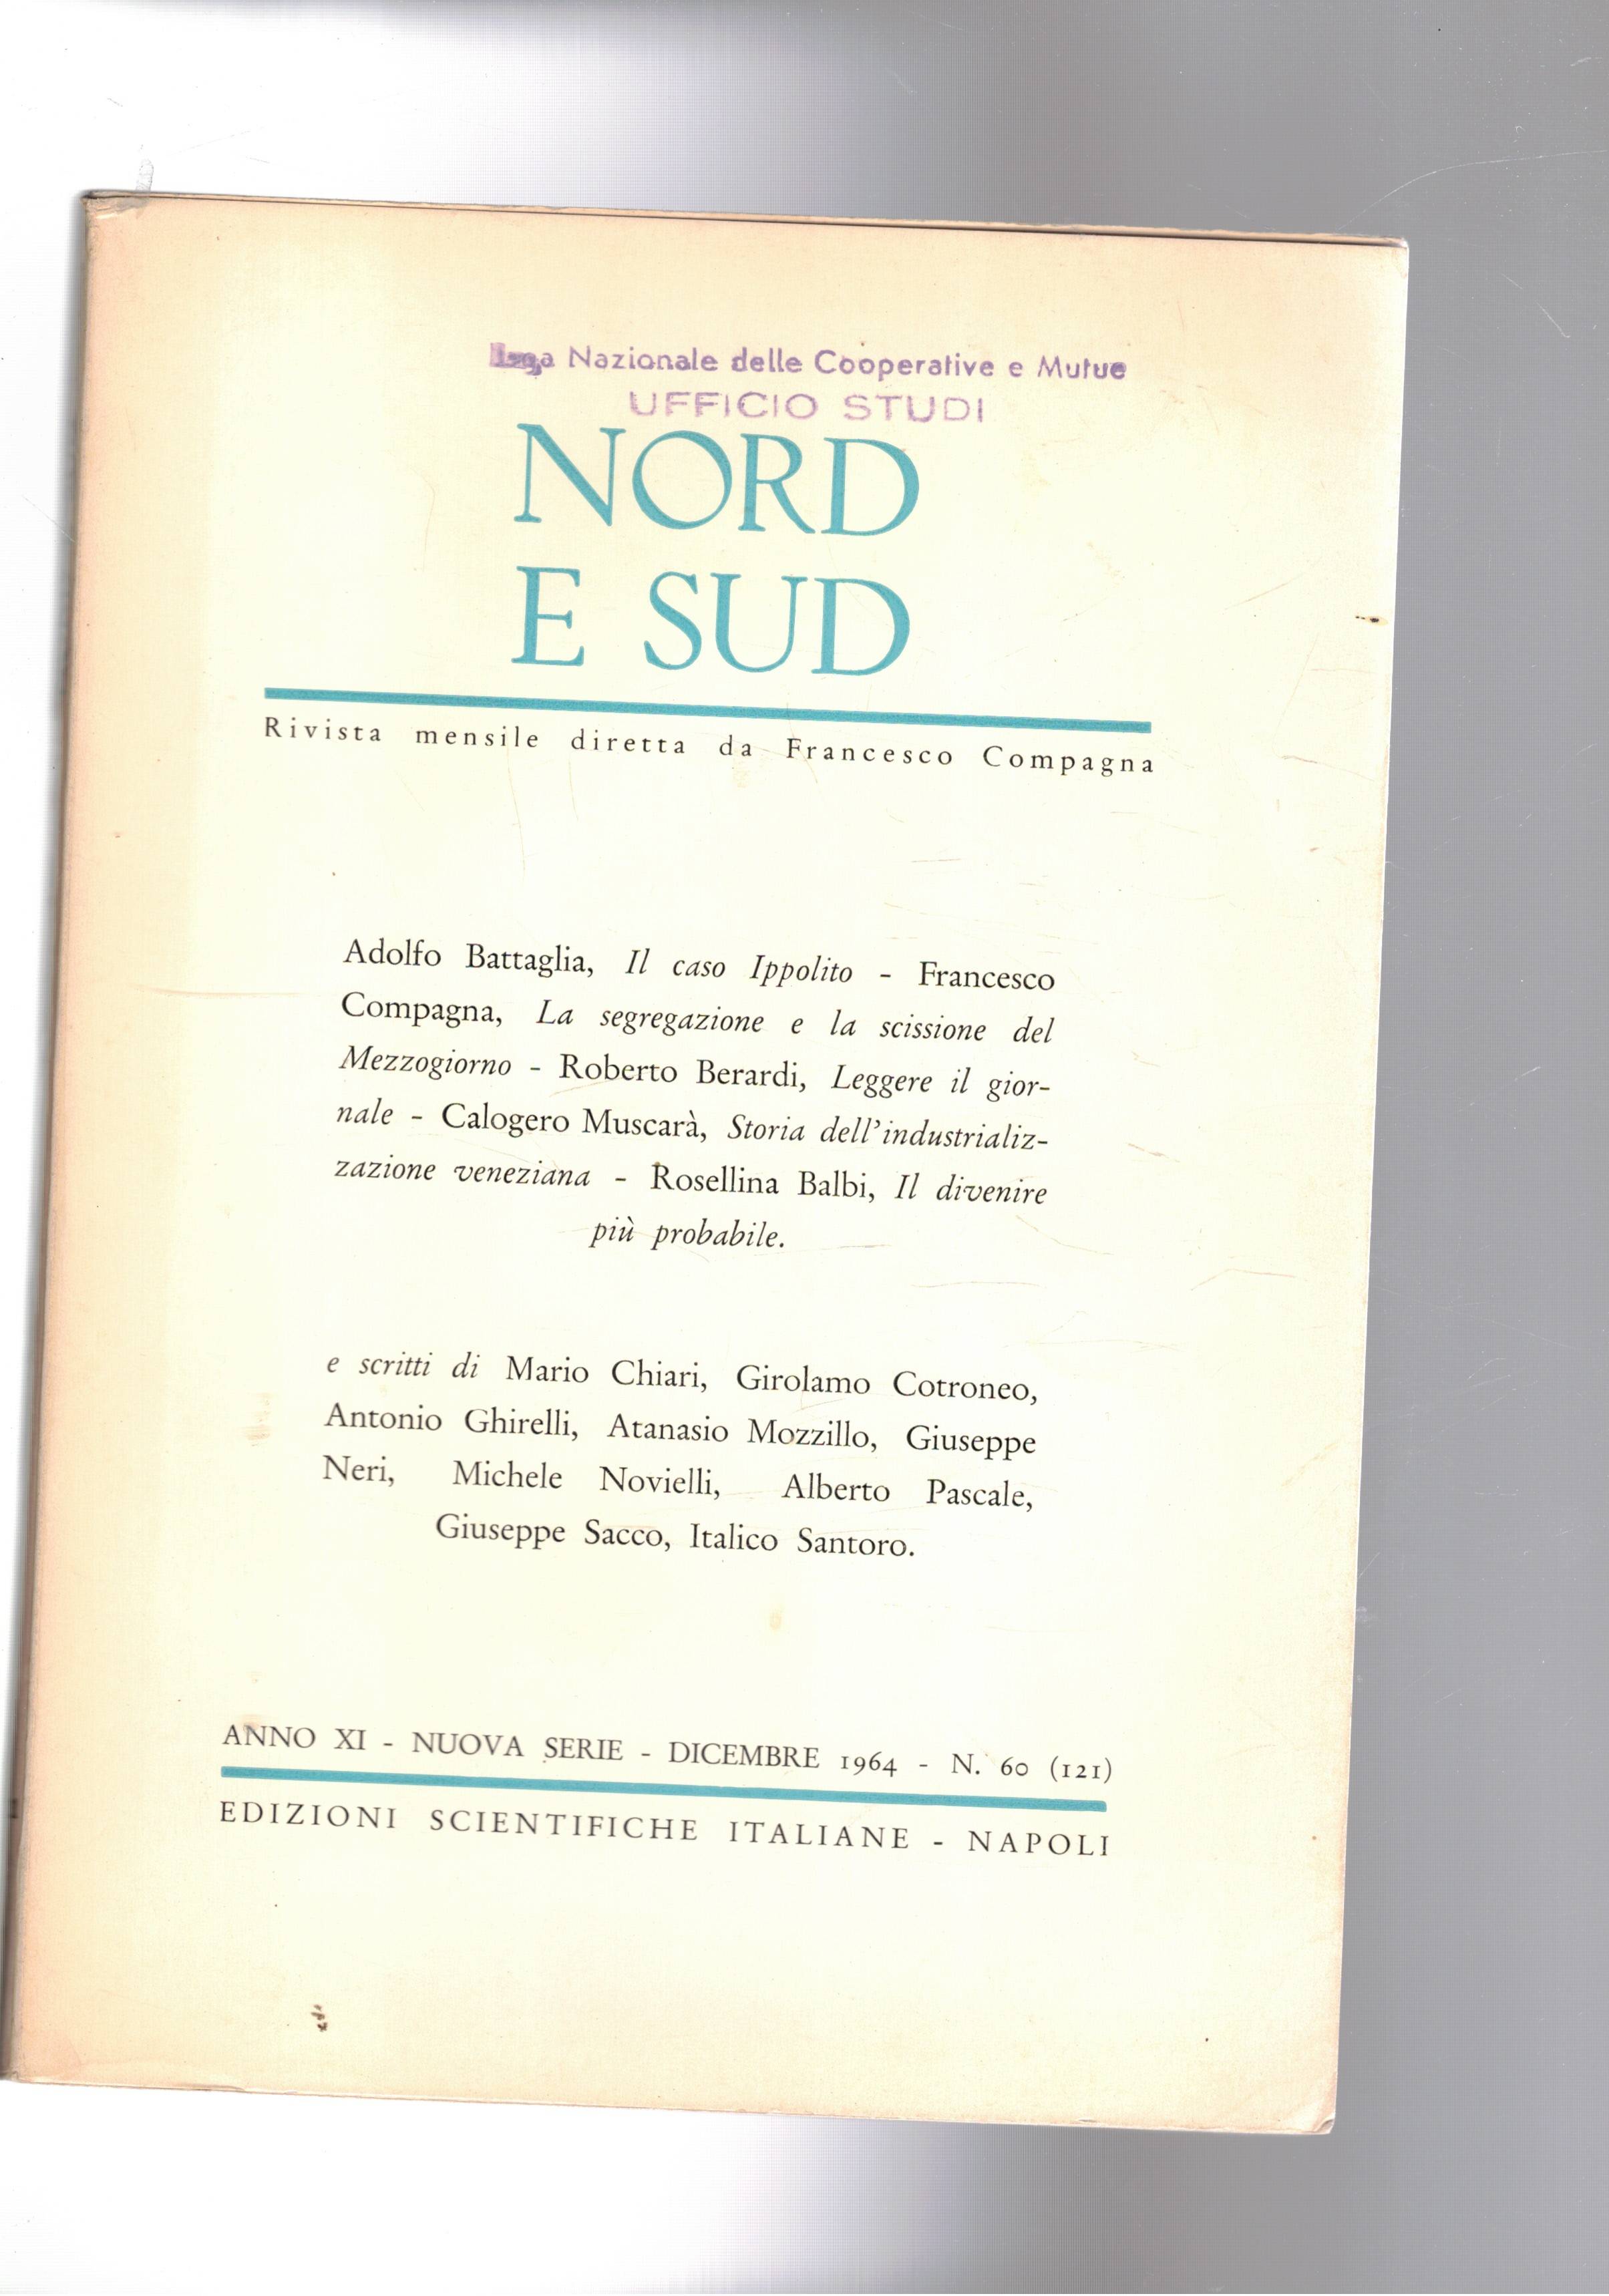 Lega Nazionale delle Cooperative e Mutue
UFFICIO STUDI
NORD
E SUD
Rivista mensile diretta da Francesco Compagna
Adolfo Battaglia, Il caso Ippolito - Francesco
Compagna, La segregazione e la scissione del
Mezzogiorno - Roberto Berardi, Leggere il gior-
nale - Calogero Muscarà, Storia dell'industrializ-
zazione veneziana - Rosellina Balbi, Il divenire
più probabile.
e scritti di Mario Chiari, Girolamo Cotroneo,
Antonio Ghirelli, Atanasio Mozzillo, Giuseppe
Neri, Michele Novielli, Alberto Pascale,
Giuseppe Sacco, Italico Santoro.
ANNO XI - NUOVA SERIE - DICEMBRE 1964 - N. 60 (121)
EDIZIONI SCIENTIFICHE ITALIANE - NAPOLI